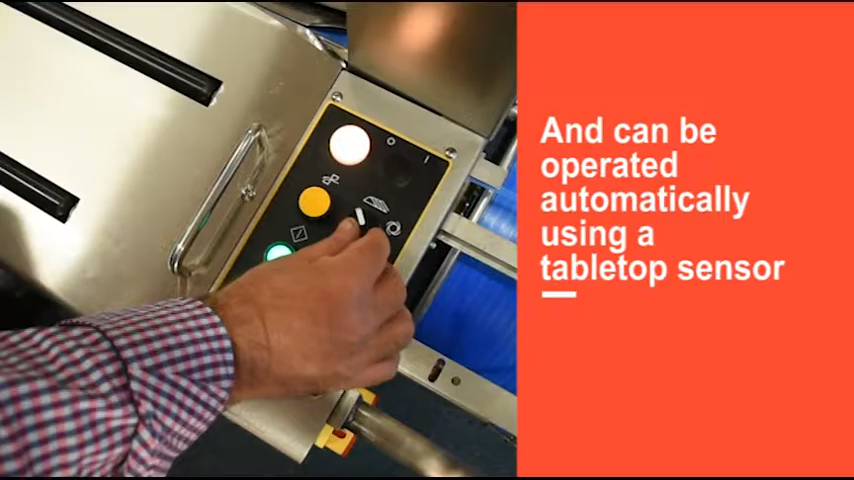 And can be
operated
automatically
using a
tabletop sensor